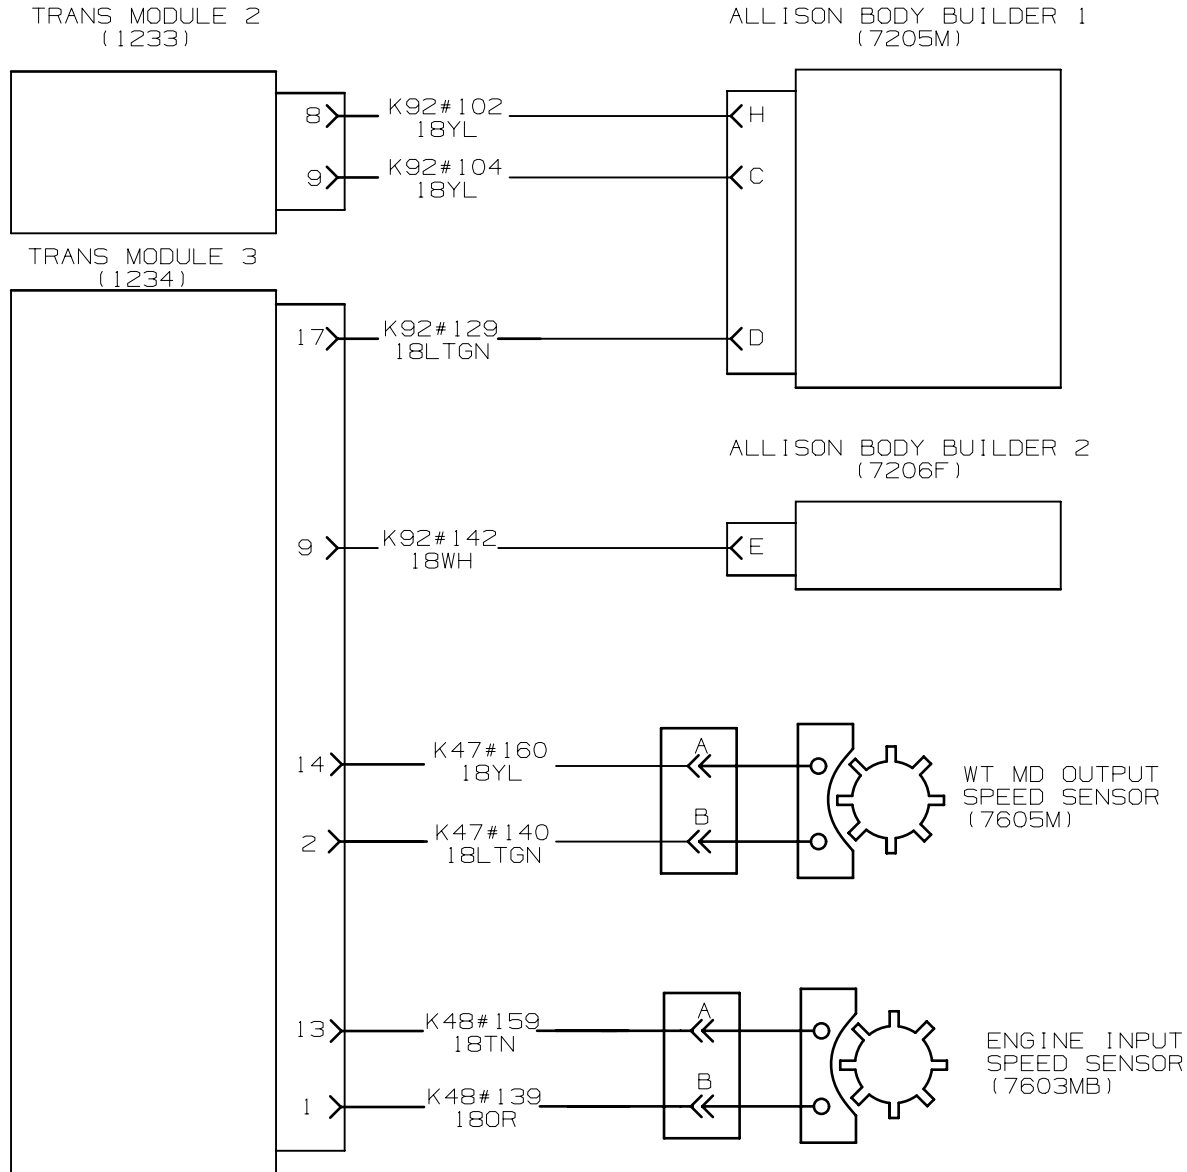 TRANS MODULE 2
(1233)
ALLISON BODY BUILDER 1
(7205M)
8
K92#102
18YL
H
9
K92#104
18YL
C
TRANS MODULE 3
(1234)
17
K92#129
18LTGN
D
ALLISON BODY BUILDER 2
(7206F)
9
K92#142
18WH
E
14
K47#160
18YL
A
WT MD OUTPUT
SPEED SENSOR
(7605M)
2
K47#140
18LTGN
B
13
K48#159
18TN
A
ENGINE INPUT
SPEED SENSOR
(7603MB)
1
K48#139
18OR
B